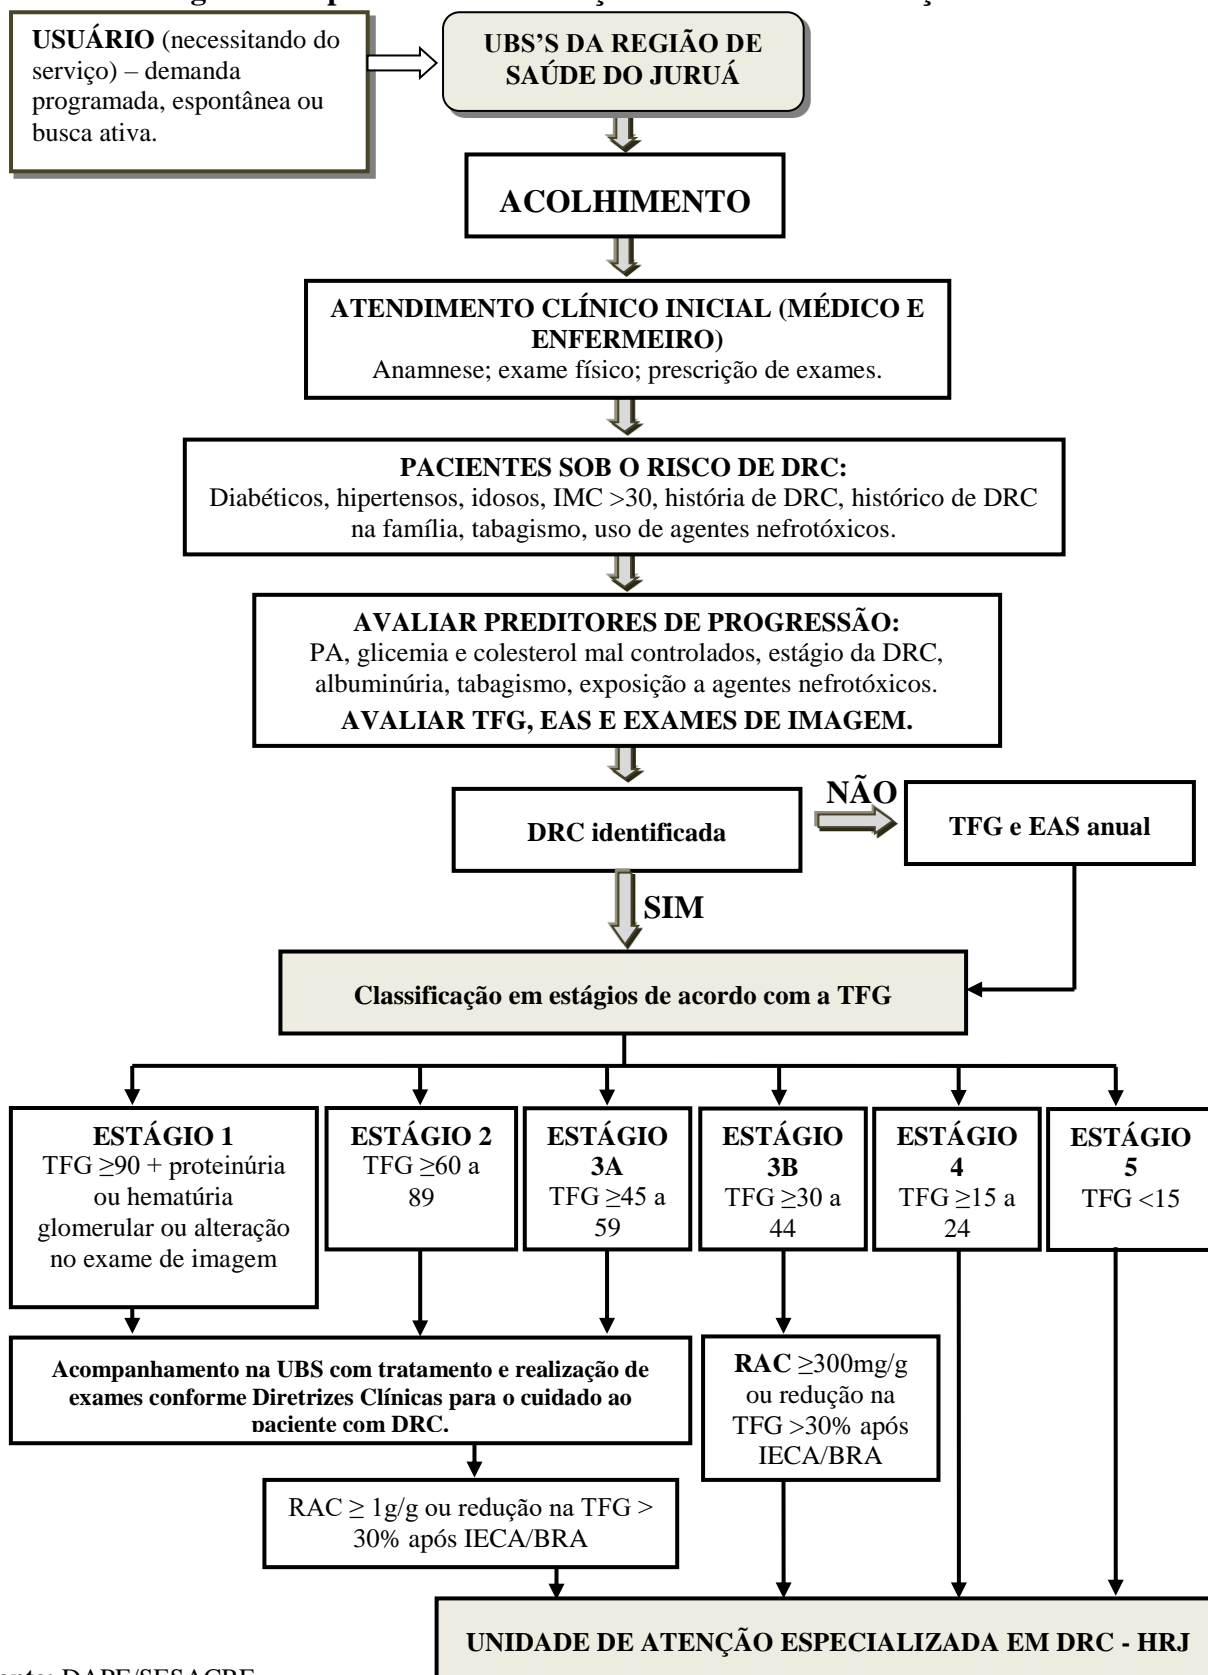 USUÁRIO (necessitando do
serviço) – demanda
programada, espontânea ou
busca ativa.
UBS'S DA REGIÃO DE
SAÚDE DO JURUÁ
ACOLHIMENTO
ATENDIMENTO CLÍNICO INICIAL (MÉDICO E
ENFERMEIRO)
Anamnese; exame físico; prescrição de exames.
PACIENTES SOB O RISCO DE DRC:
Diabéticos, hipertensos, idosos, IMC >30, história de DRC, histórico de DRC
na família, tabagismo, uso de agentes nefrotóxicos.
AVALIAR PREDITORES DE PROGRESSÃO:
PA, glicemia e colesterol mal controlados, estágio da DRC,
albuminúria, tabagismo, exposição a agentes nefrotóxicos.
AVALIAR TFG, EAS E EXAMES DE IMAGEM.
DRC identificada
NÃO
TFG e EAS anual
SIM
Classificação em estágios de acordo com a TFG
ESTÁGIO 1
TFG ≥90 + proteinúria
ou hematúria
glomerular ou alteração
no exame de imagem
ESTÁGIO 2
TFG ≥60 a
89
ESTÁGIO
3A
TFG ≥45 a
59
ESTÁGIO
3B
TFG ≥30 a
44
ESTÁGIO
4
TFG ≥15 a
24
ESTÁGIO
5
TFG <15
Acompanhamento na UBS com tratamento e realização de
exames conforme Diretrizes Clínicas para o cuidado ao
paciente com DRC.
RAC ≥300mg/g
ou redução na
TFG >30% após
IECA/BRA
RAC ≥ 1g/g ou redução na TFG >
30% após IECA/BRA
UNIDADE DE ATENÇÃO ESPECIALIZADA EM DRC - HRJ